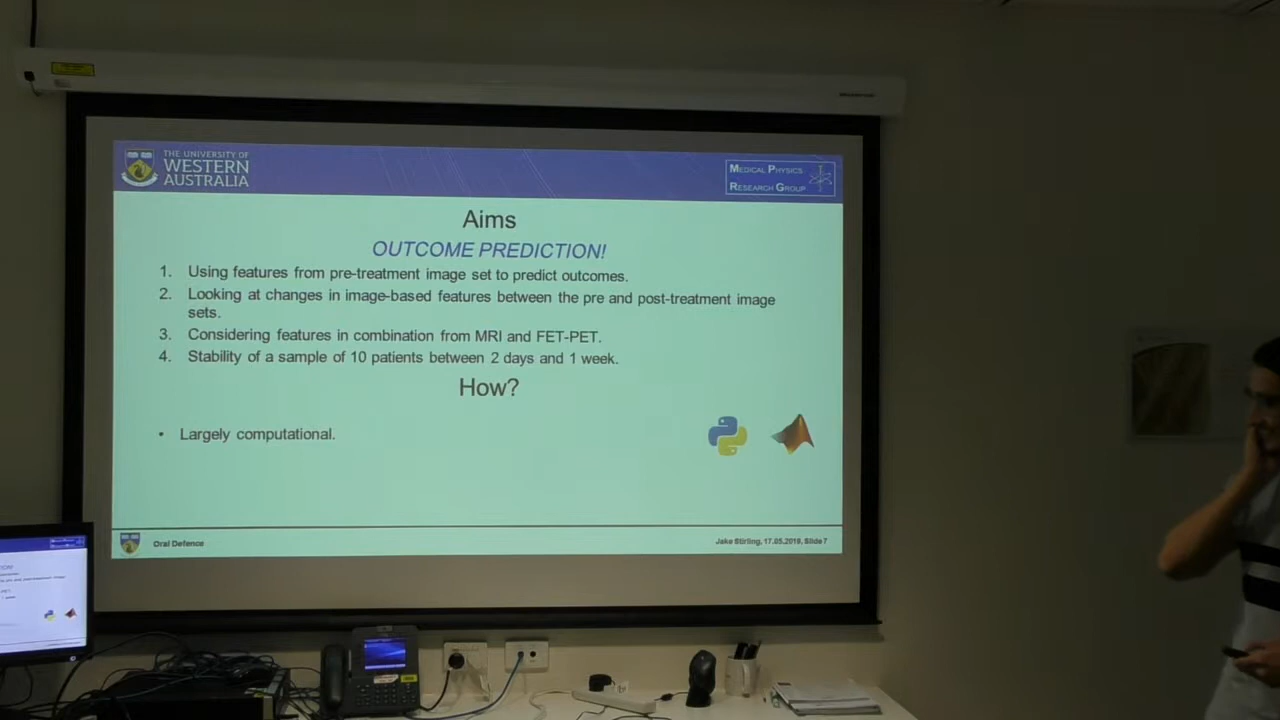 THE UNIVERSITY OF
WESTERN
AUSTRALIA
MEDICAL PHYSICS
RESEARCH GROUP
Aims
OUTCOME PREDICTION!
1. Using features from pre-treatment image set to predict outcomes.
2. Looking at changes in image-based features between the pre and post-treatment image
sets.
3. Considering features in combination from MRI and FET-PET.
4. Stability of a sample of 10 patients between 2 days and 1 week.
How?
• Largely computational.
Oral Defence
Jake Stirling, 17.05.2019, Slide 7